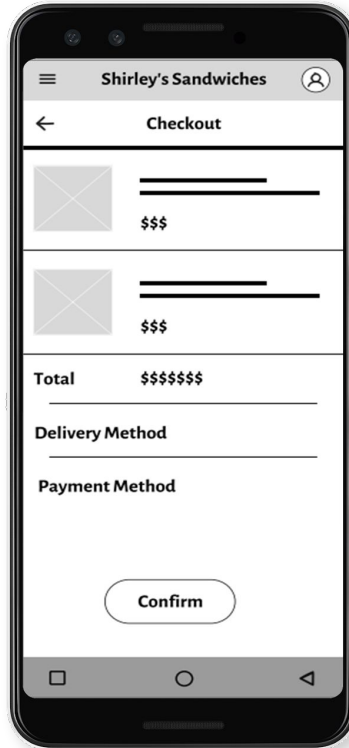 Shirley's Sandwiches
Checkout
$$$
$$$
Total $$$$$$$
Delivery Method
Payment Method
Confirm